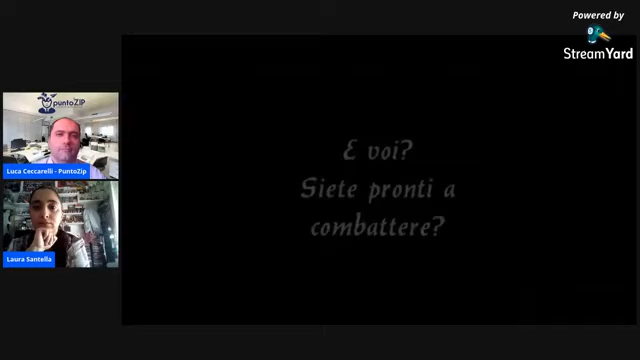 Powered by
StreamYard
puntoZIP
Luca Ceccarelli - PuntoZip
Laura Santella
E voi?
Siete pronti a
combattere?